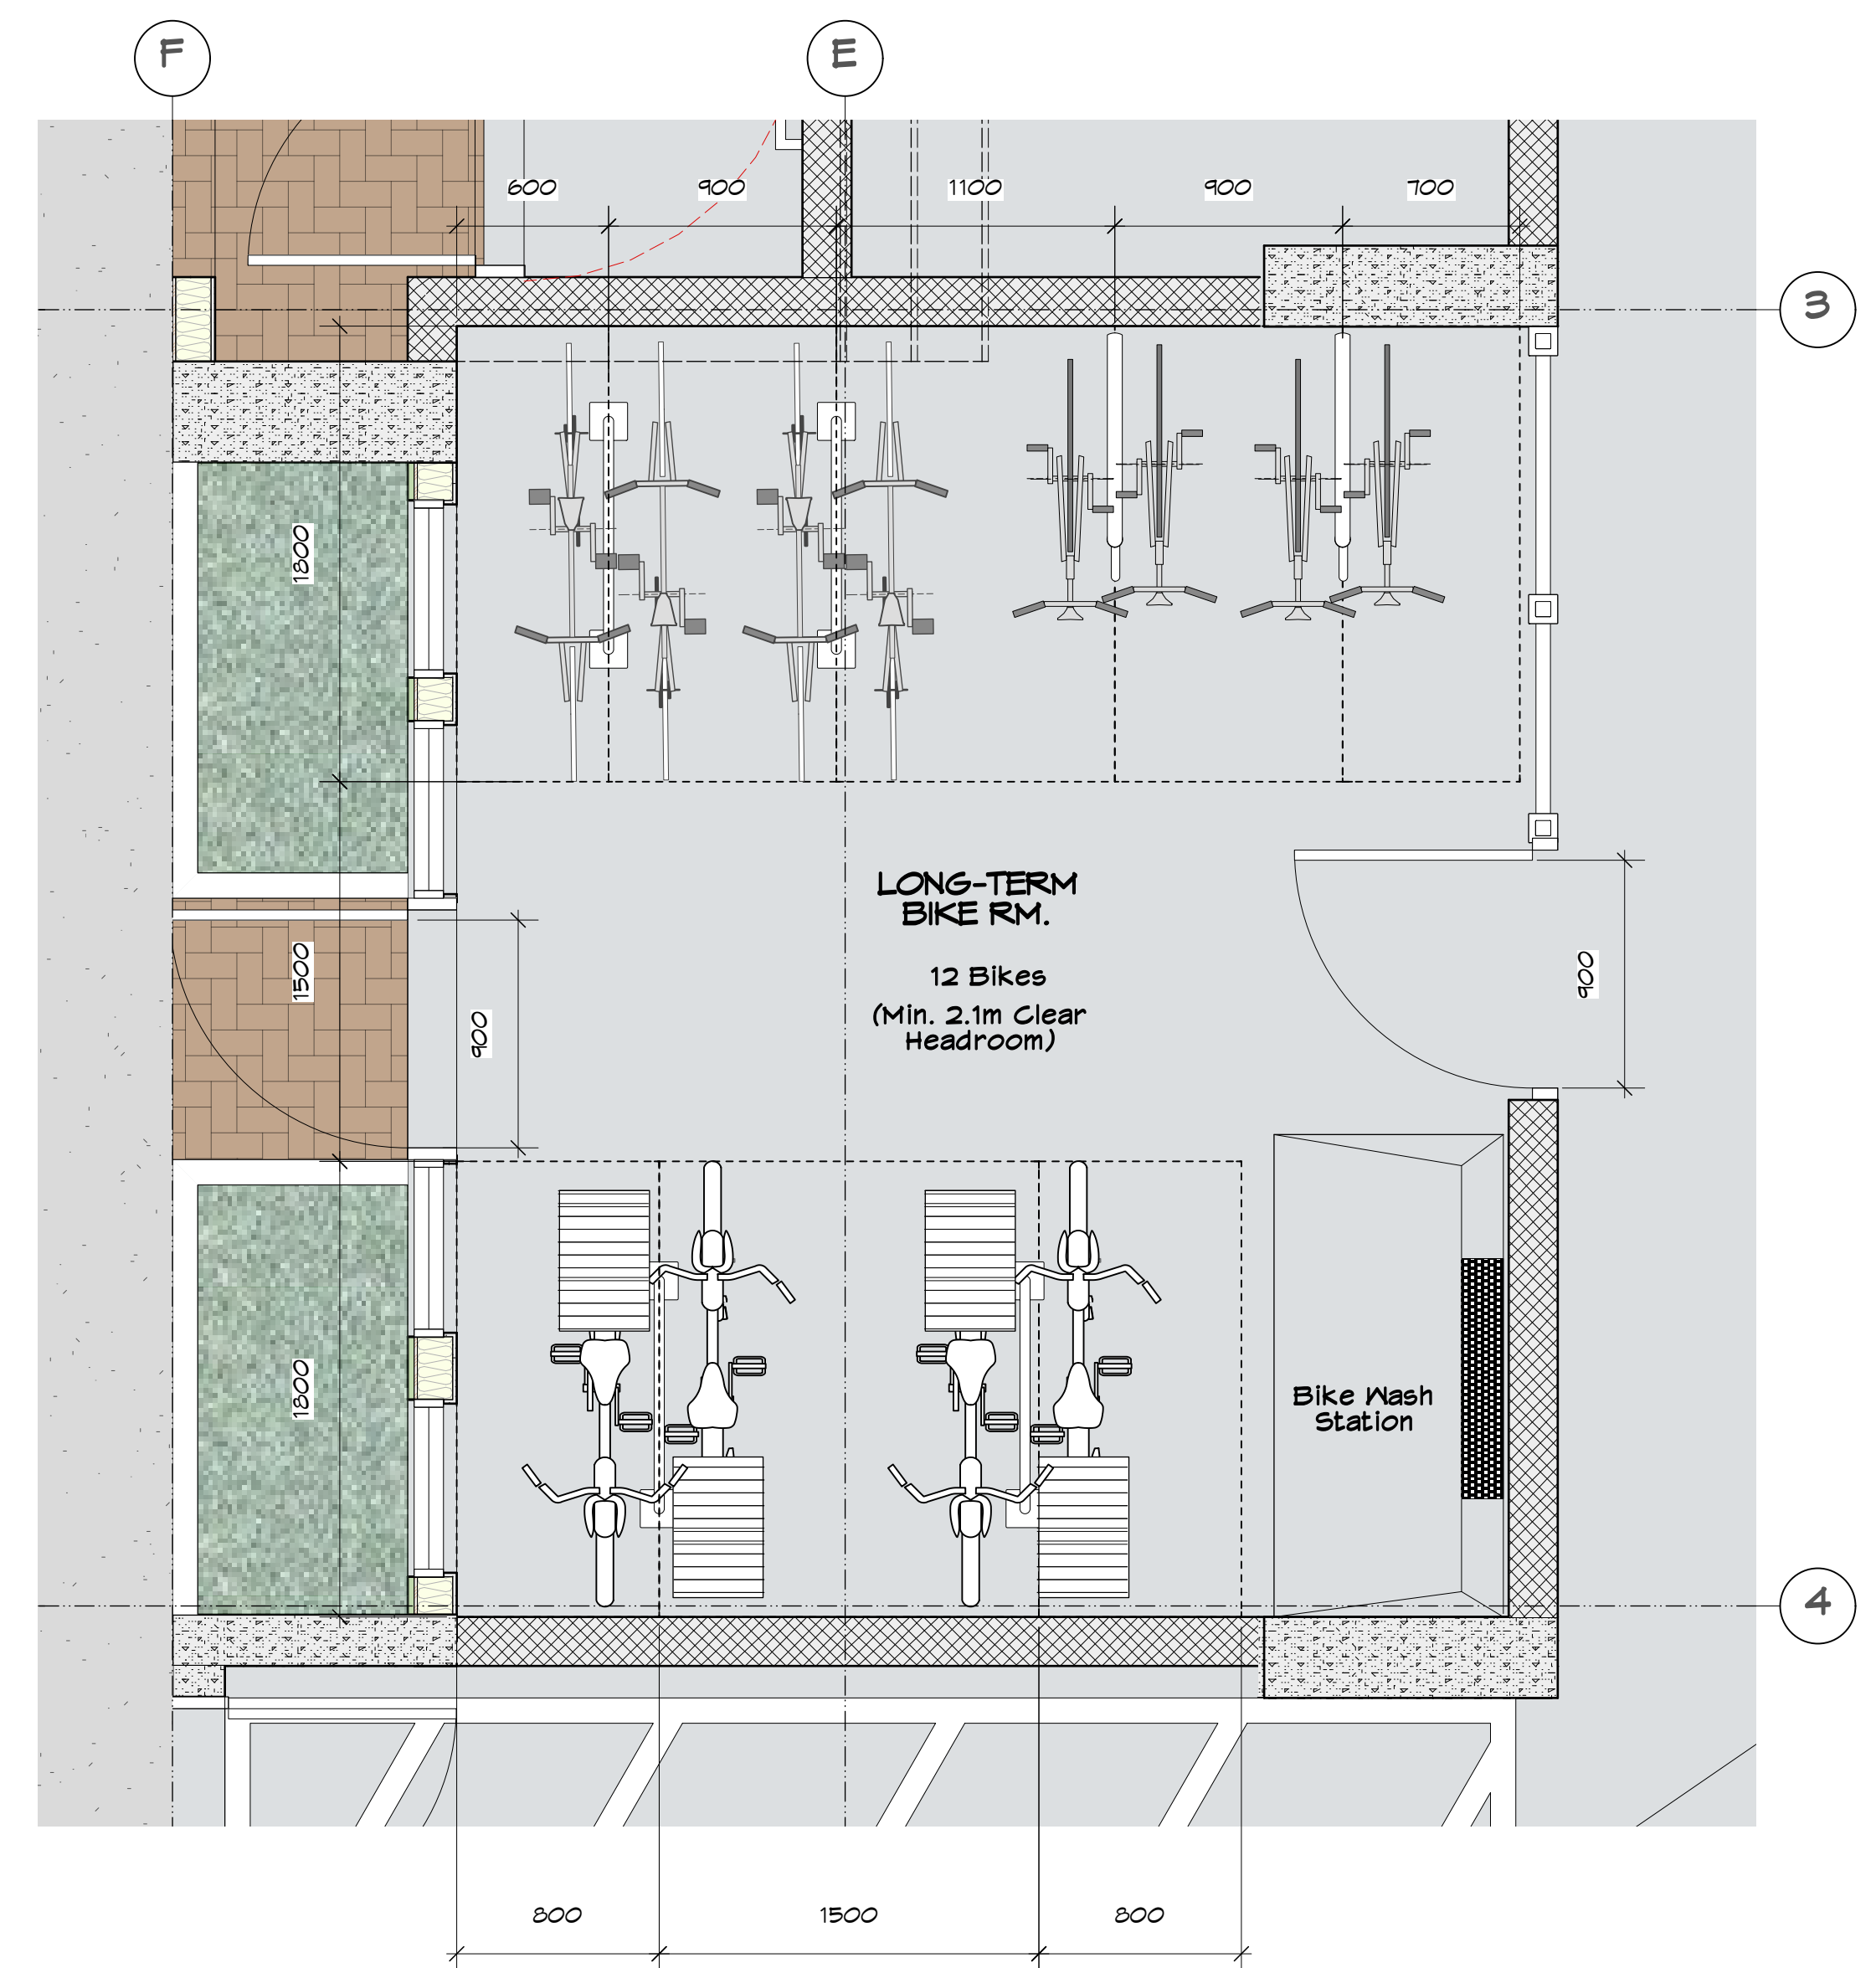 F
E
600
900
1100
900
700
3
1800
LONG-TERM
BIKE RM.
12 Bikes
(Min. 2.1m Clear
Headroom)
1500
900
900
1800
Bike Wash
Station
4
800
1500
800